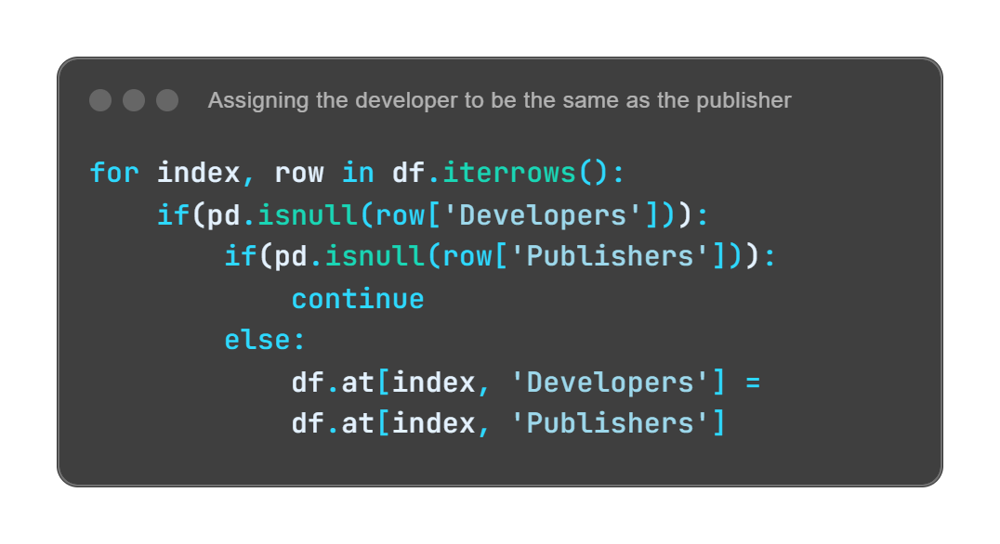 Assigning the developer to be the same as the publisher
for index, row in df.iterrows():
    if(pd.isnull(row['Developers'])):
        if(pd.isnull(row['Publishers'])):
            continue
        else:
            df.at[index, 'Developers'] =
            df.at[index, 'Publishers']